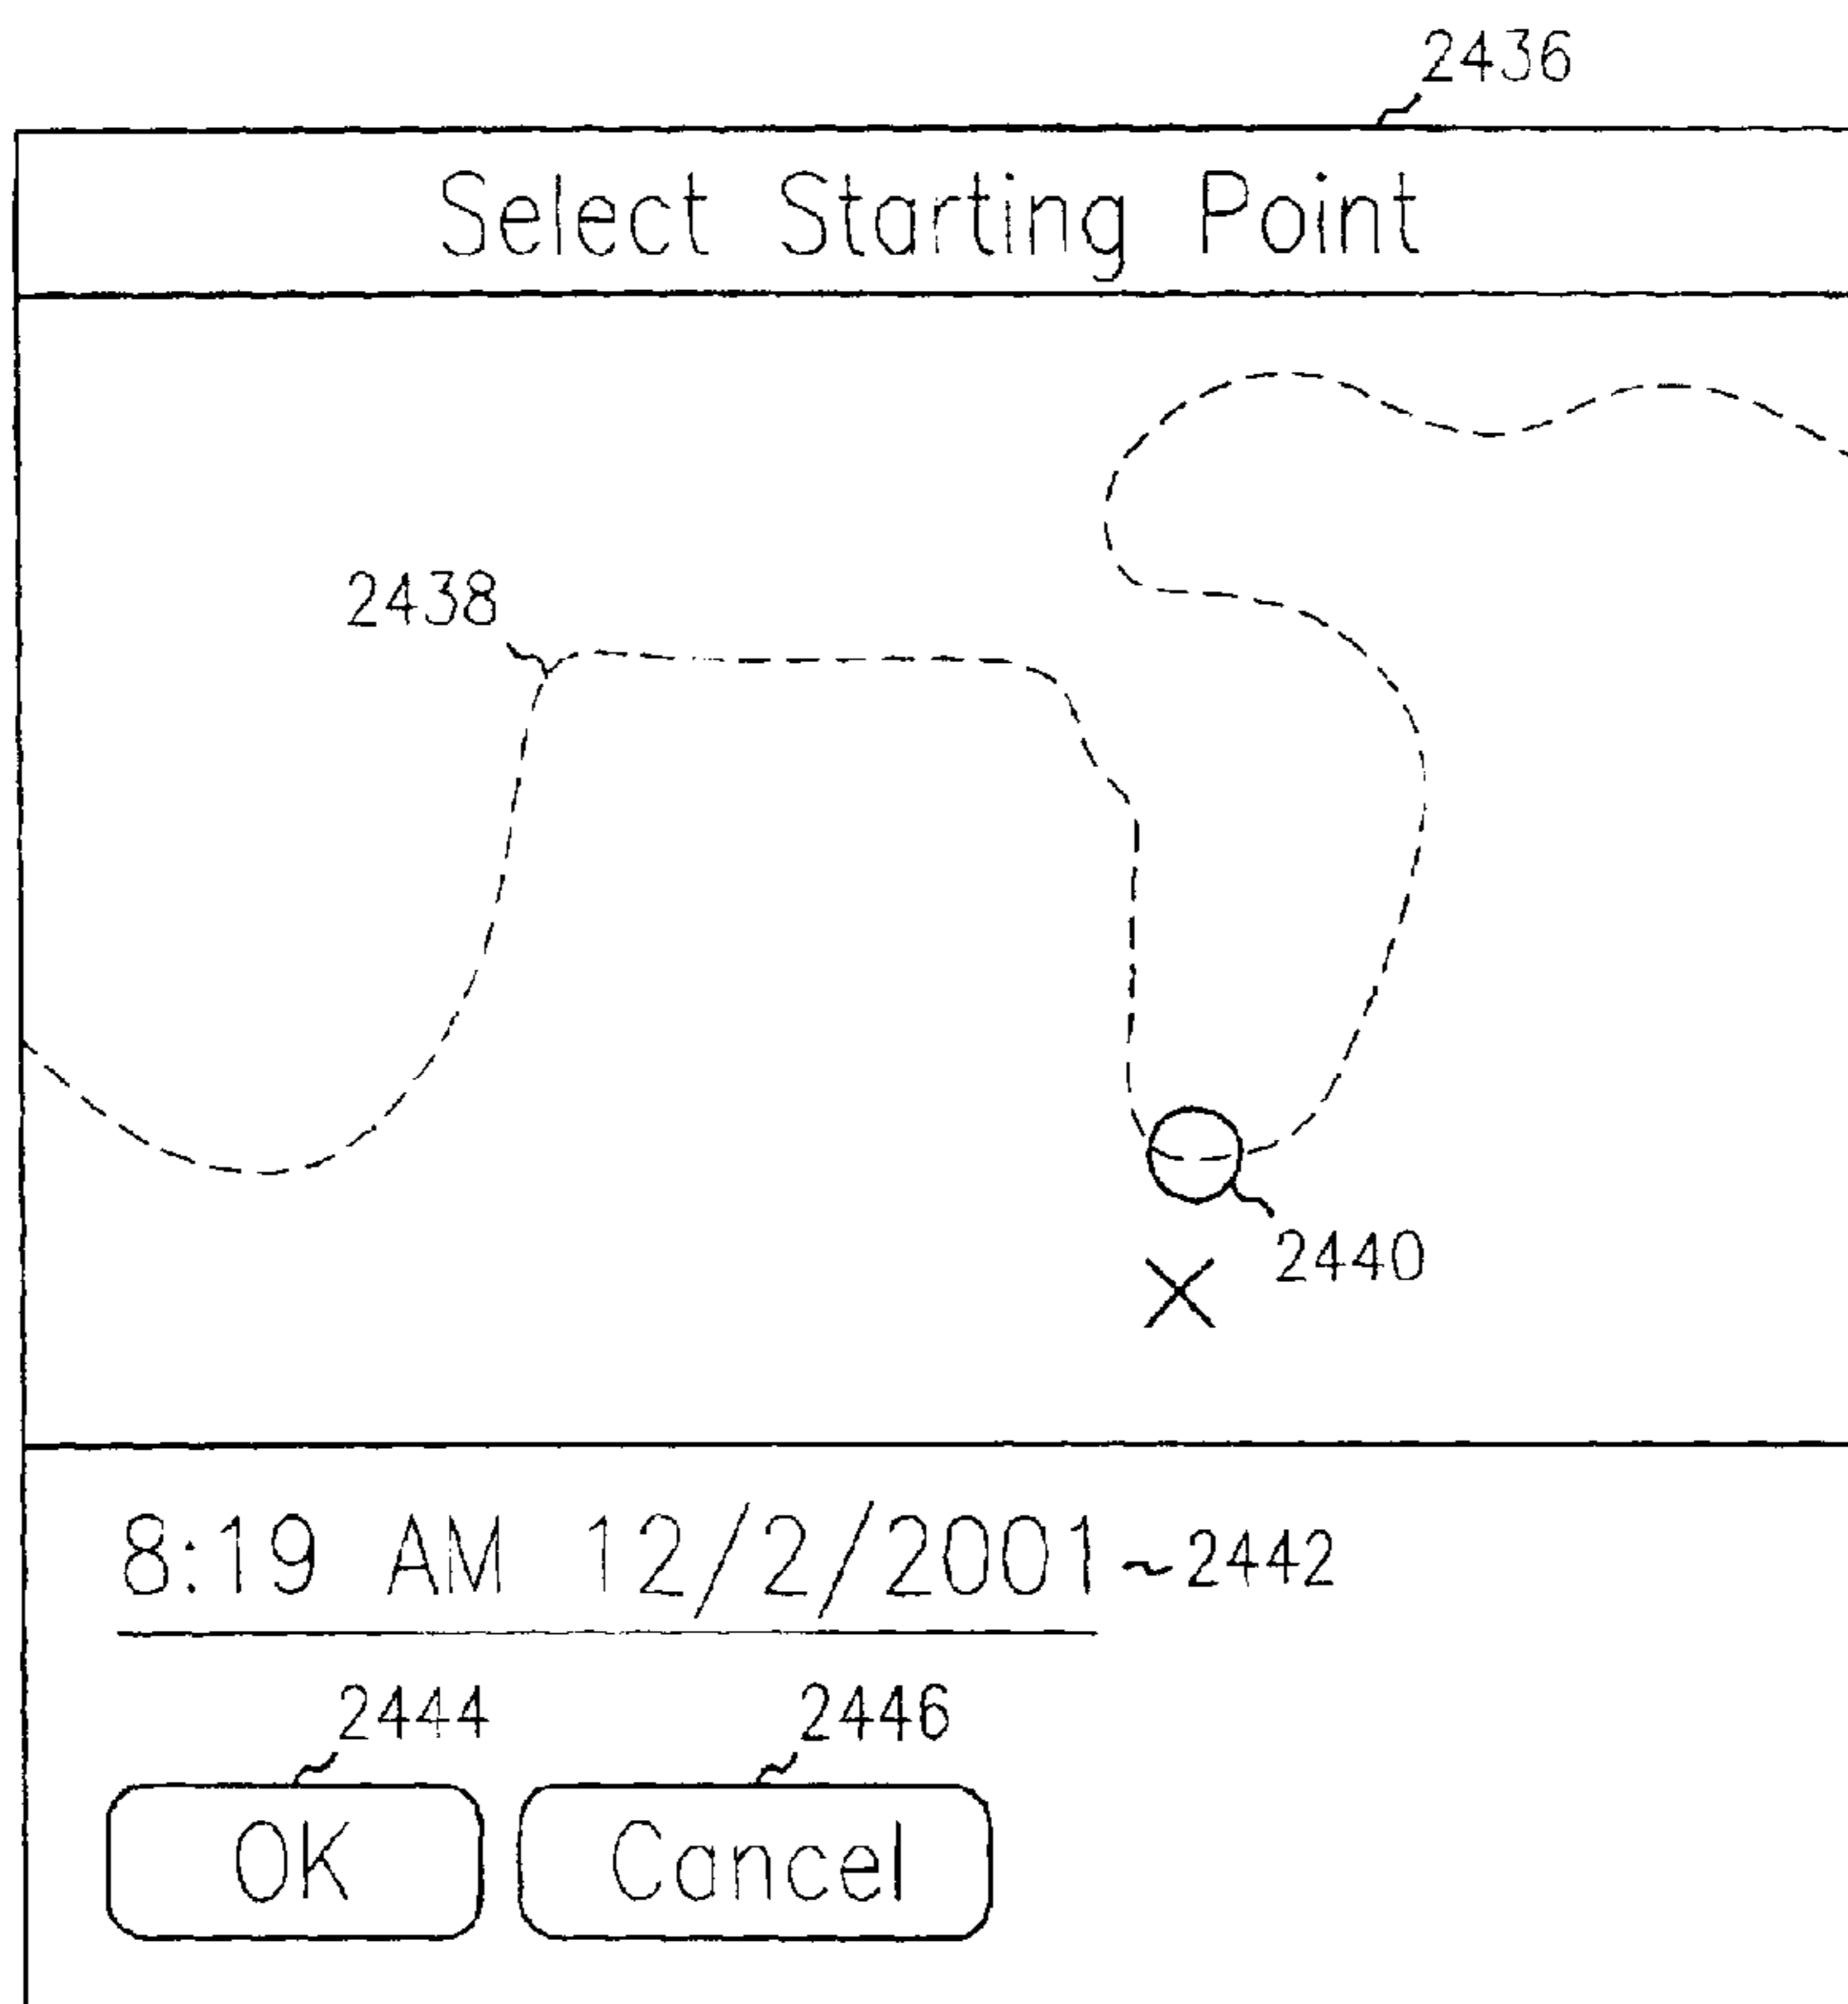 2436
Select Starting Point
2438
2440
X
8:19 AM 12/2/2001 ~ 2442
2444 2446
OK Cancel